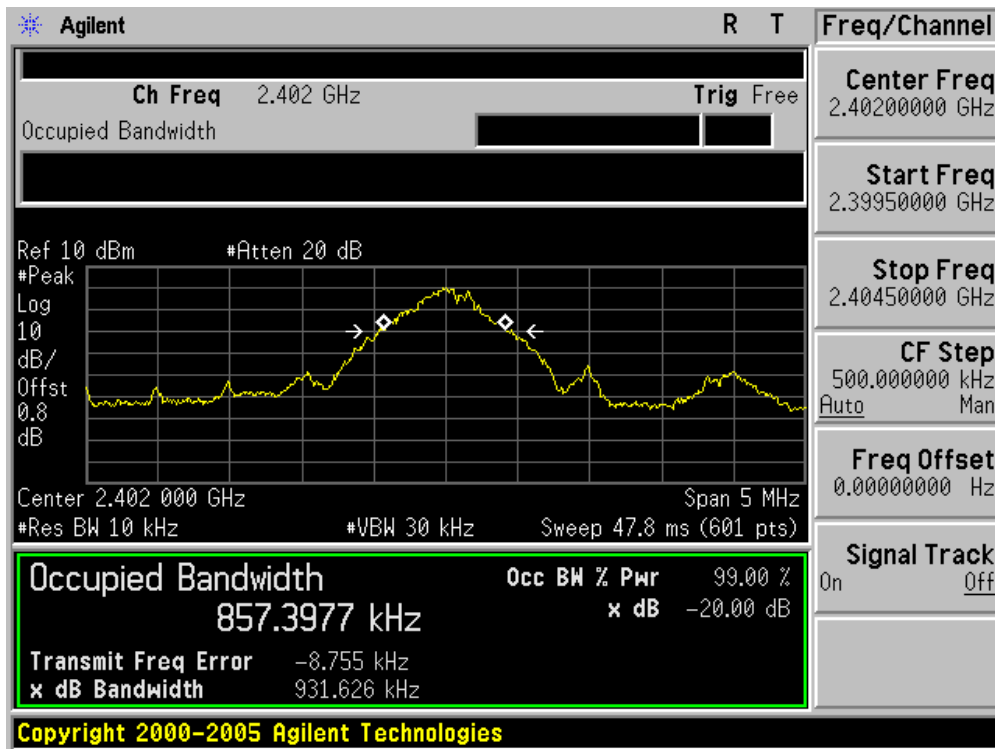 Agilent R T
Ch Freq 2.402 GHz Trig Free
Occupied Bandwidth
Ref 10 dBm #Atten 20 dB
#Peak
Log
10
dB/
Offst
0.8
dB
Center 2.402 000 GHz Span 5 MHz
#Res BW 10 kHz #VBW 30 kHz Sweep 47.8 ms (601 pts)
Occupied Bandwidth
857.3977 kHz
Occ BW % Pwr 99.00 %
x dB -20.00 dB
Transmit Freq Error -8.755 kHz
x dB Bandwidth 931.626 kHz
Copyright 2000-2005 Agilent Technologies
Freq/Channel
Center Freq
2.40200000 GHz
Start Freq
2.39950000 GHz
Stop Freq
2.40450000 GHz
CF Step
500.000000 kHz
Auto Man
Freq Offset
0.00000000 Hz
Signal Track
On Off